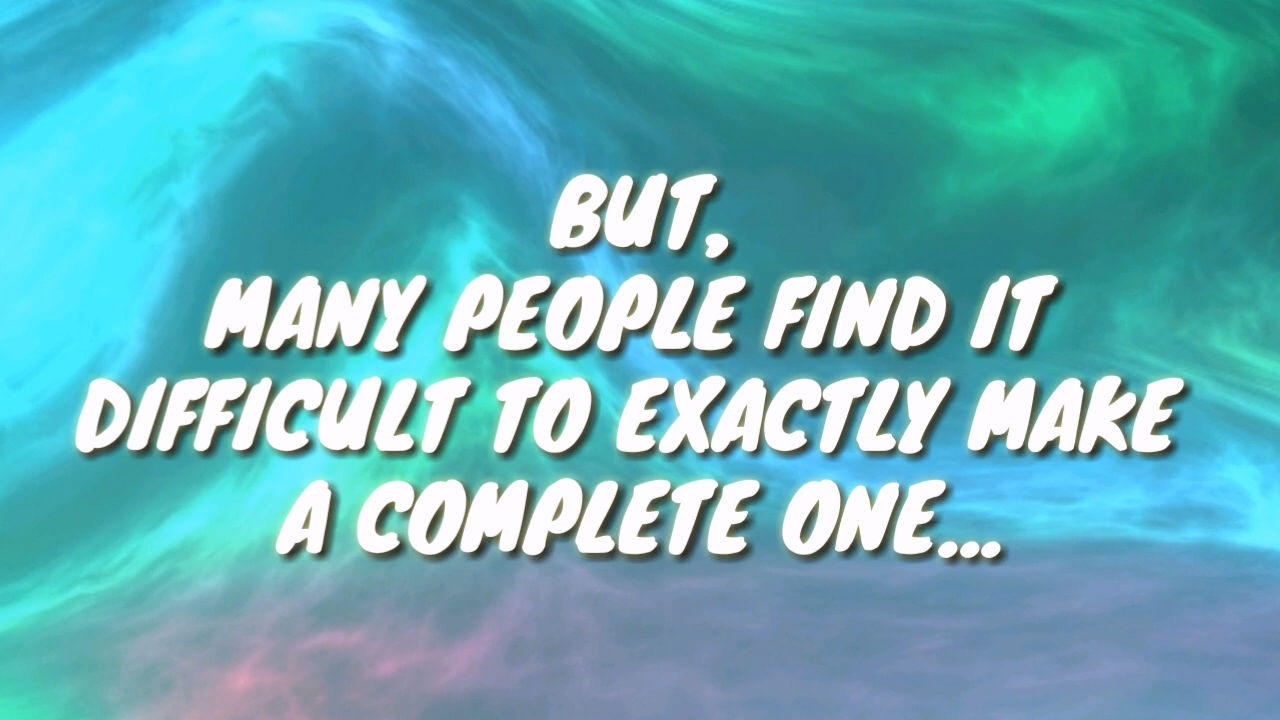 BUT,
MANY PEOPLE FIND IT
DIFFICULT TO EXACTLY MAKE
A COMPLETE ONE...